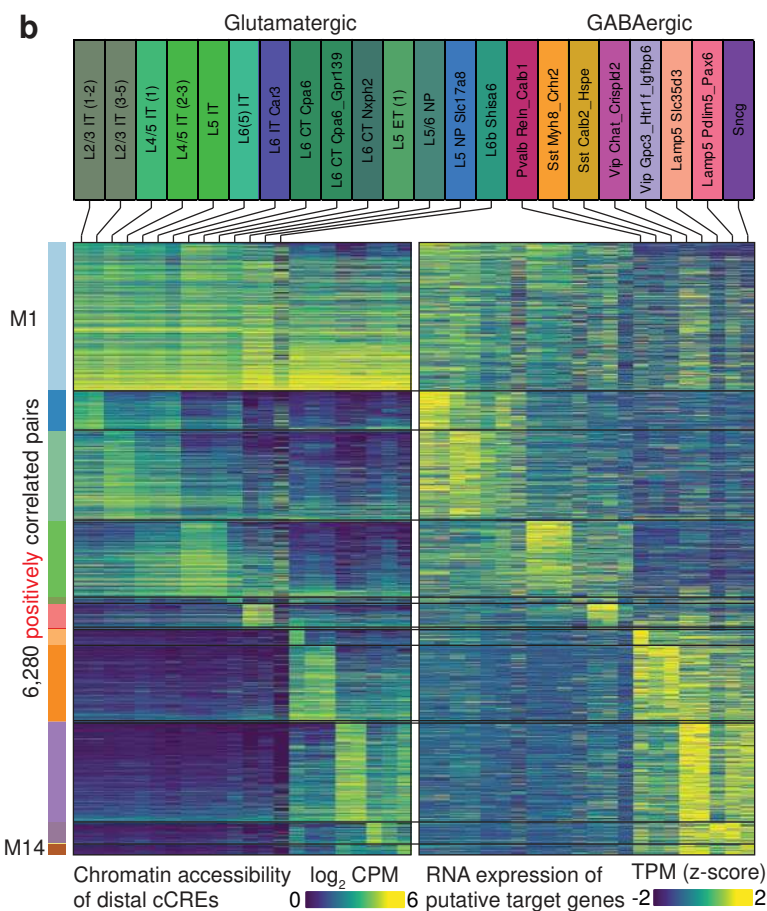 b
Glutamatergic
GABAergic
L2/3 IT (1-2)
L2/3 IT (3-5)
L4/5 IT (1)
L4/5 IT (2-3)
L5 IT
L6(5) IT
L6 IT Car3
L6 CT Cpa6
L6 CT Cpa6_Gpr139
L6 CT Nxph2
L5 ET (1)
L5/6 NP
L5 NP Slc17a8
L6b Shisa6
Pvalb Reln_Calb1
Sst Myh8_Crhr2
Sst Calb2_Hspe
Vip Chat_Crispld2
Vip Gpc3_Htr1f_Igfbp6
Lamp5 Slc35d3
Lamp5 Pdlim5_Pax6
Sncg
M1
6,280 positively correlated pairs
M14
Chromatin accessibility
of distal cCREs
log2 CPM
0 6
RNA expression of
putative target genes
TPM (z-score)
-2 2